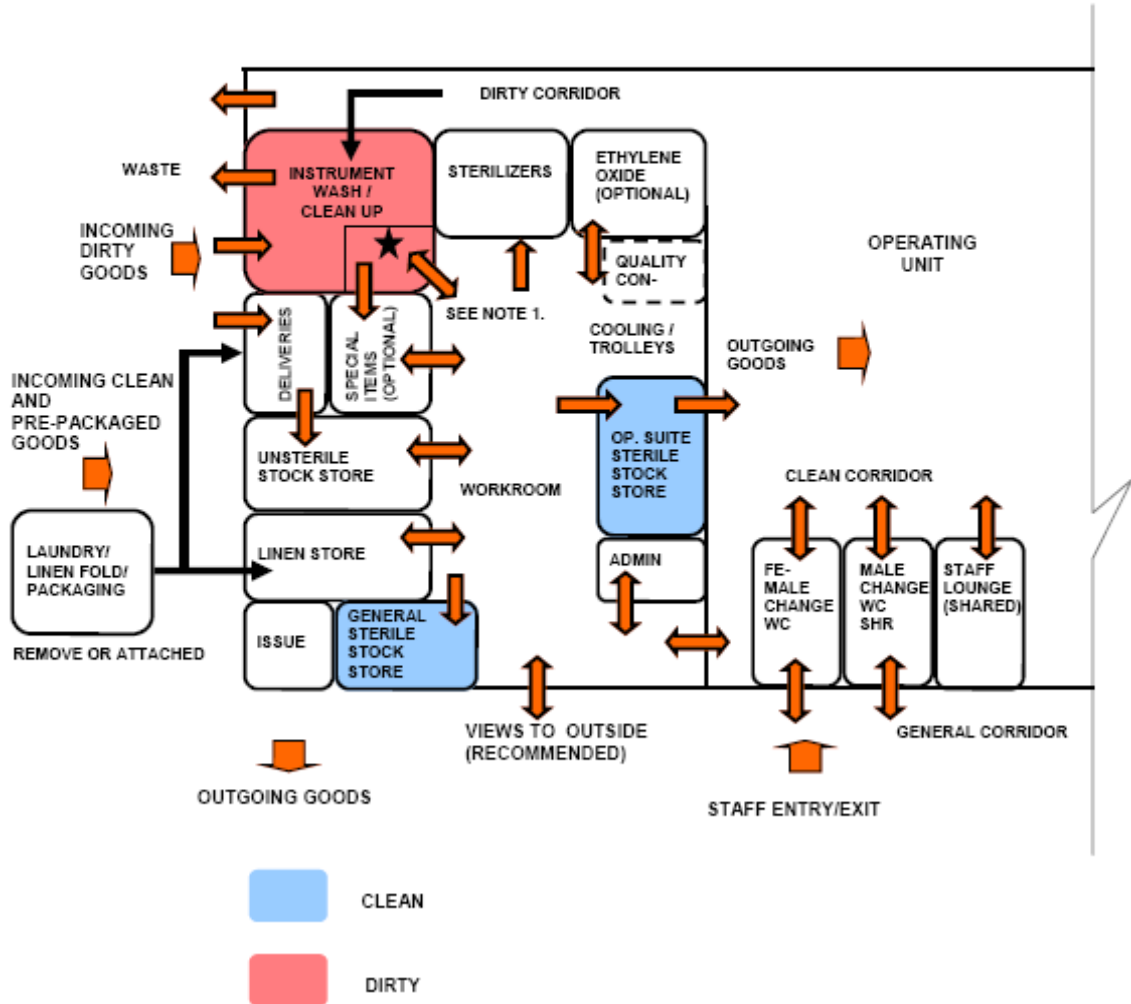 DIRTY CORRIDOR
WASTE
INSTRUMENT
WASH /
CLEAN UP
STERILIZERS
ETHYLENE
OXIDE
(OPTIONAL)
INCOMING
DIRTY
GOODS
OPERATING
UNIT
QUALITY
CON-
SEE NOTE 1.
DELIVERIES
SPECIAL
ITEMS
(OPTIONAL)
COOLING /
TROLLEYS
OUTGOING
GOODS
INCOMING CLEAN
AND
PRE-PACKAGED
GOODS
UNSTERILE
STOCK STORE
OP. SUITE
STERILE
STOCK
STORE
WORKROOM
CLEAN CORRIDOR
LAUNDRY/
LINEN FOLD/
PACKAGING
LINEN STORE
ADMIN
FE-
MALE
CHANGE
WC
MALE
CHANGE
WC
SHR
STAFF
LOUNGE
(SHARED)
REMOVE OR ATTACHED
ISSUE
GENERAL
STERILE
STOCK
STORE
VIEWS TO OUTSIDE
(RECOMMENDED)
GENERAL CORRIDOR
OUTGOING GOODS
STAFF ENTRY/EXIT
CLEAN
DIRTY